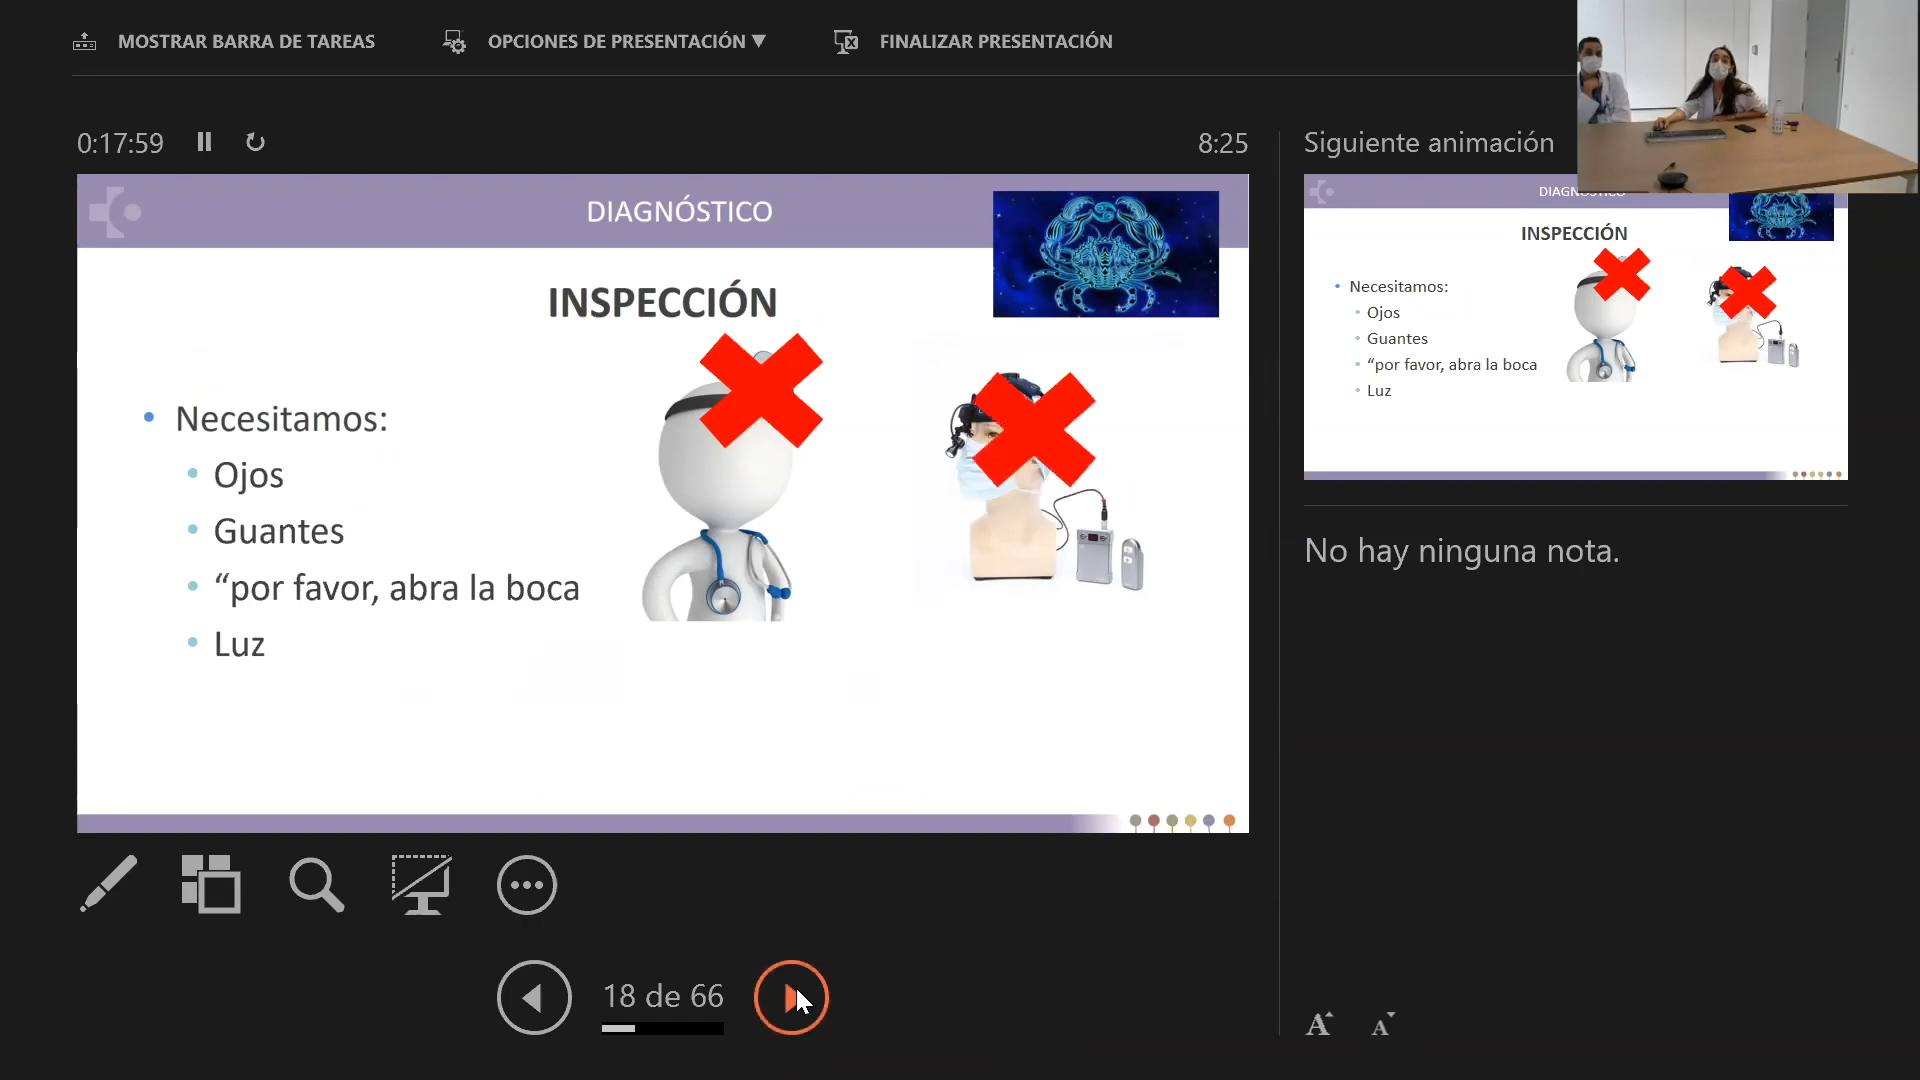 MOSTRAR BARRA DE TAREAS
OPCIONES DE PRESENTACIÓN ▼
FINALIZAR PRESENTACIÓN
0:17:59
8:25
DIAGNÓSTICO
INSPECCIÓN
• Necesitamos:
• Ojos
• Guantes
• “por favor, abra la boca
• Luz
18 de 66
Siguiente animación
DIAGNÓSTICO
INSPECCIÓN
• Necesitamos:
• Ojos
• Guantes
• “por favor, abra la boca
• Luz
No hay ninguna nota.
A A